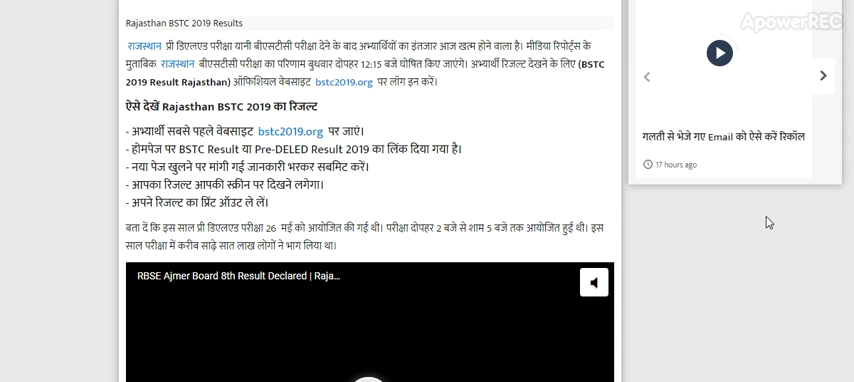 Rajasthan BSTC 2019 Results
राजस्थान प्री डिएलएड परीक्षा यानी बीएसटीसी परीक्षा देने के बाद अभ्यार्थियों का इंतजार आज खत्म होने वाला है। मीडिया रिपोर्ट्स के
मुताबिक राजस्थान बीएसटीसी परीक्षा का परिणाम बुधवार दोपहर 12:15 बजे घोषित किए जाएंगे। अभ्यार्थी रिजल्ट देखने के लिए (BSTC
2019 Result Rajasthan) ऑफिशियल वेबसाइट bstc2019.org पर लॉग इन करें।
ऐसे देखें Rajasthan BSTC 2019 का रिजल्ट
- अभ्यार्थी सबसे पहले वेबसाइट bstc2019.org पर जाएं।
- होमपेज पर BSTC Result या Pre-DELED Result 2019 का लिंक दिया गया है।
- नया पेज खुलने पर मांगी गई जानकारी भरकर सबमिट करें।
- आपका रिजल्ट आपकी स्क्रीन पर दिखने लगेगा।
- अपने रिजल्ट का प्रिंट ऑउट ले लें।
बता दें कि इस साल प्री डिएलएड परीक्षा 26 मई को आयोजित की गई थी। परीक्षा दोपहर 2 बजे से शाम 5 बजे तक आयोजित हुई थी। इस
साल परीक्षा में करीब साढ़े सात लाख लोगों ने भाग लिया था।
RBSE Ajmer Board 8th Result Declared | Raja...
ApowerREC
गलती से भेजे गए Email को ऐसे करें रिकॉल
17 hours ago